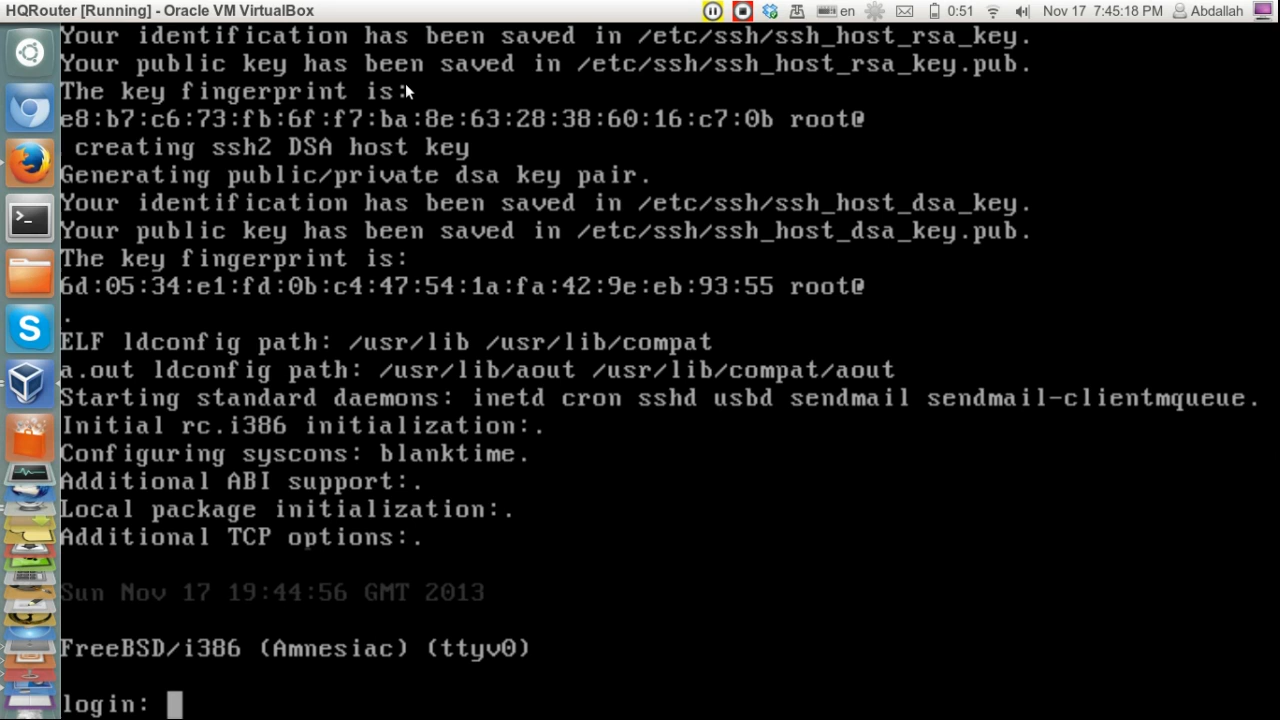 HQRouter [Running] - Oracle VM VirtualBox
en
0:51
Nov 17 7:45:18 PM
Abdallah
Your identification has been saved in /etc/ssh/ssh_host_rsa_key.
Your public key has been saved in /etc/ssh/ssh_host_rsa_key.pub.
The key fingerprint is:
e8:b7:c6:73:fb:6f:f7:ba:8e:63:28:38:60:16:c7:0b root@
creating ssh2 DSA host key
Generating public/private dsa key pair.
Your identification has been saved in /etc/ssh/ssh_host_dsa_key.
Your public key has been saved in /etc/ssh/ssh_host_dsa_key.pub.
The key fingerprint is:
6d:05:34:e1:fd:0b:c4:47:54:1a:fa:42:9e:eb:93:55 root@
.
ELF ldconfig path: /usr/lib /usr/lib/compat
a.out ldconfig path: /usr/lib/aout /usr/lib/compat/aout
Starting standard daemons: inetd cron sshd usbd sendmail sendmail-clientmqueue.
Initial rc.i386 initialization:.
Configuring syscons: blanktime.
Additional ABI support:.
Local package initialization:.
Additional TCP options:.
Sun Nov 17 19:44:56 GMT 2013
FreeBSD/i386 (Amnesiac) (ttyv0)
login: